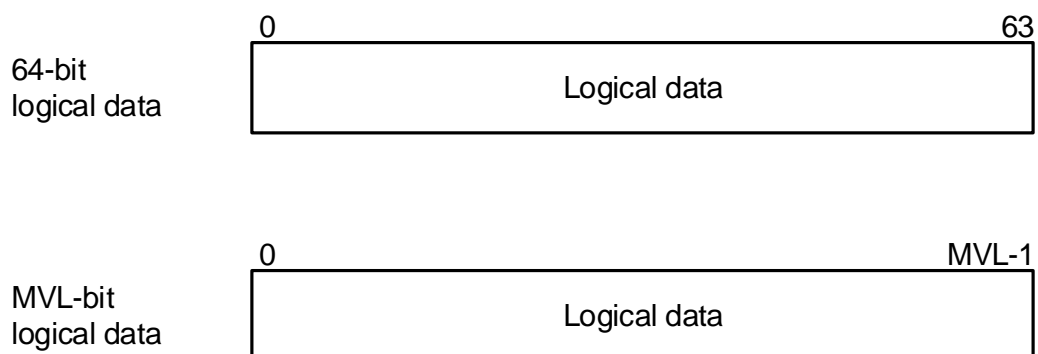 0 63
64-bit
logical data
Logical data
0 MVL-1
MVL-bit
logical data
Logical data